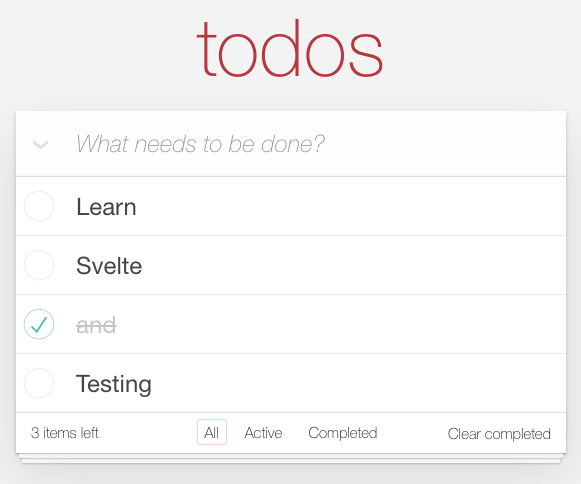 todos
What needs to be done?
Learn
Svelte
and
Testing
3 items left All Active Completed Clear completed